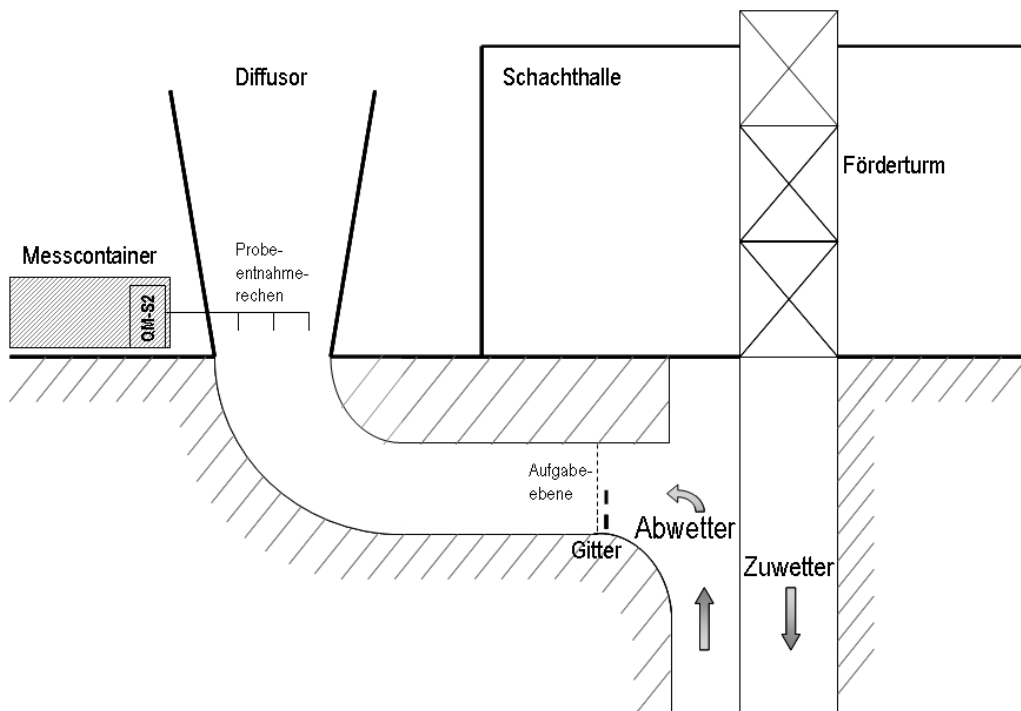 Diffusor
Schachthalle
Förderturm
Messcontainer
QM-S2
Probe-
entnahme-
rechen
Aufgabe-
ebene
Gitter
Abwetter
Zuwetter